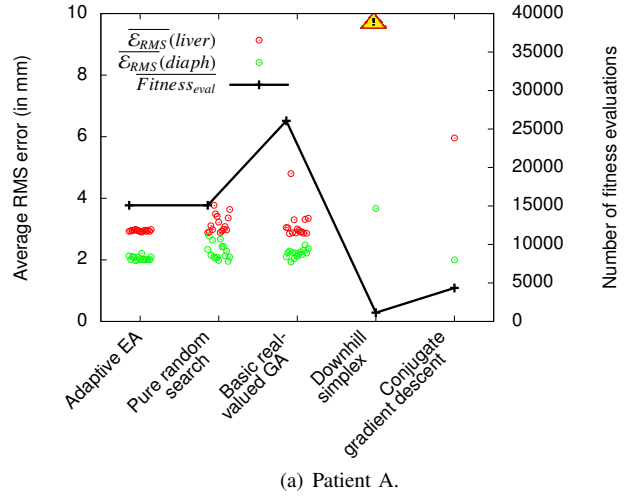 Average RMS error (in mm)
10
8
6
4
2
0
ε_RMS(liver)
ε_RMS(diaph)
Fitness_eval
!
40000
35000
30000
25000
20000
15000
10000
5000
0
Number of fitness evaluations
Adaptive EA
Pure random
search
Basic real-
valued GA
Downhill
simplex
Conjugate
gradient descent
(a) Patient A.